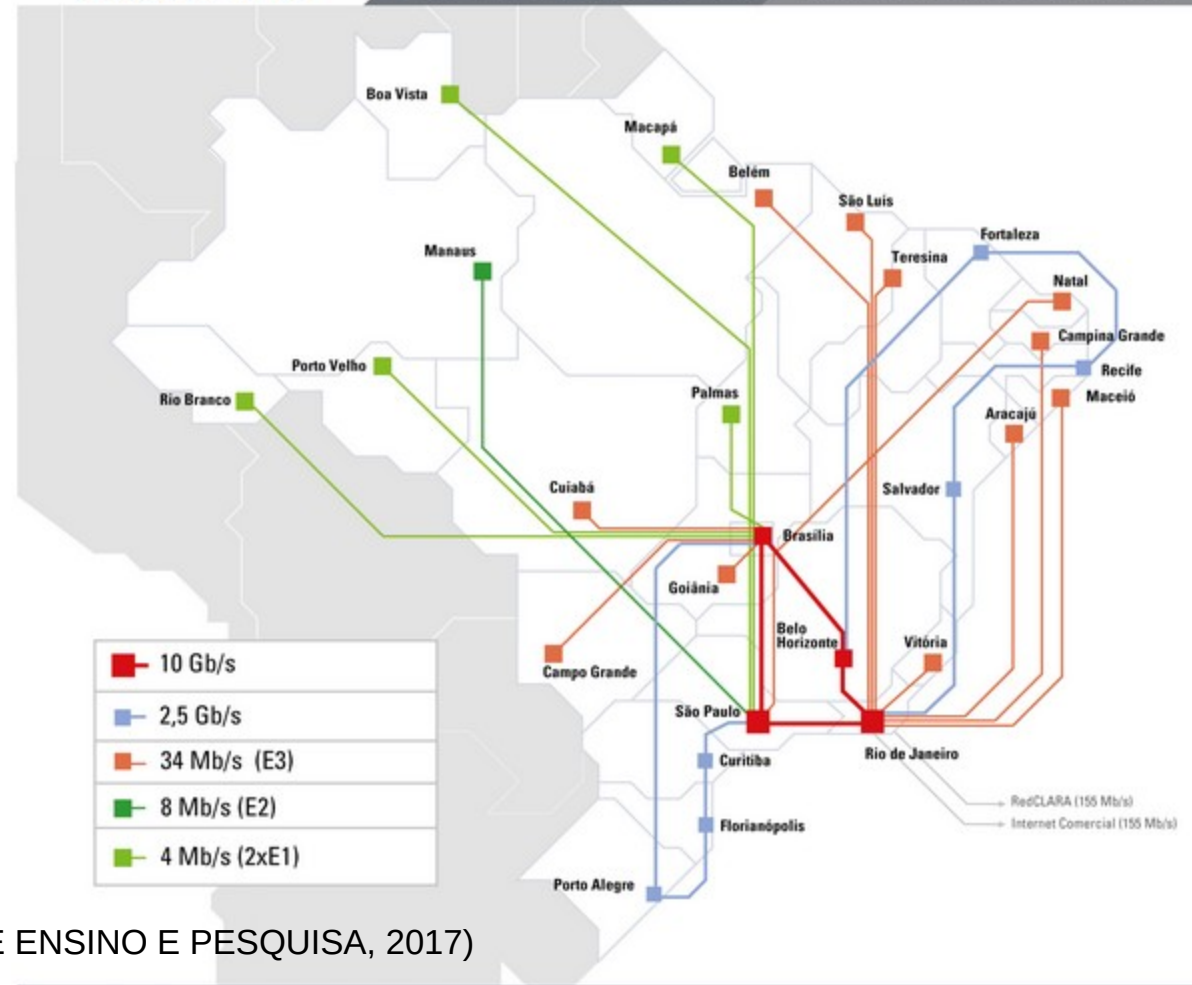 Boa Vista
Macapá
Belém
São Luís
Fortaleza
Manaus
Teresina
Natal
Campina Grande
Porto Velho
Recife
Rio Branco
Palmas
Maceió
Aracajú
Cuiabá
Salvador
Brasília
Goiânia
Belo
Horizonte
Vitória
Campo Grande
São Paulo
Rio de Janeiro
Curitiba
Florianópolis
Porto Alegre
RedCLARA (155 Mb/s)
Internet Comercial (155 Mb/s)
10 Gb/s
2,5 Gb/s
34 Mb/s (E3)
8 Mb/s (E2)
4 Mb/s (2xE1)
E ENSINO E PESQUISA, 2017)